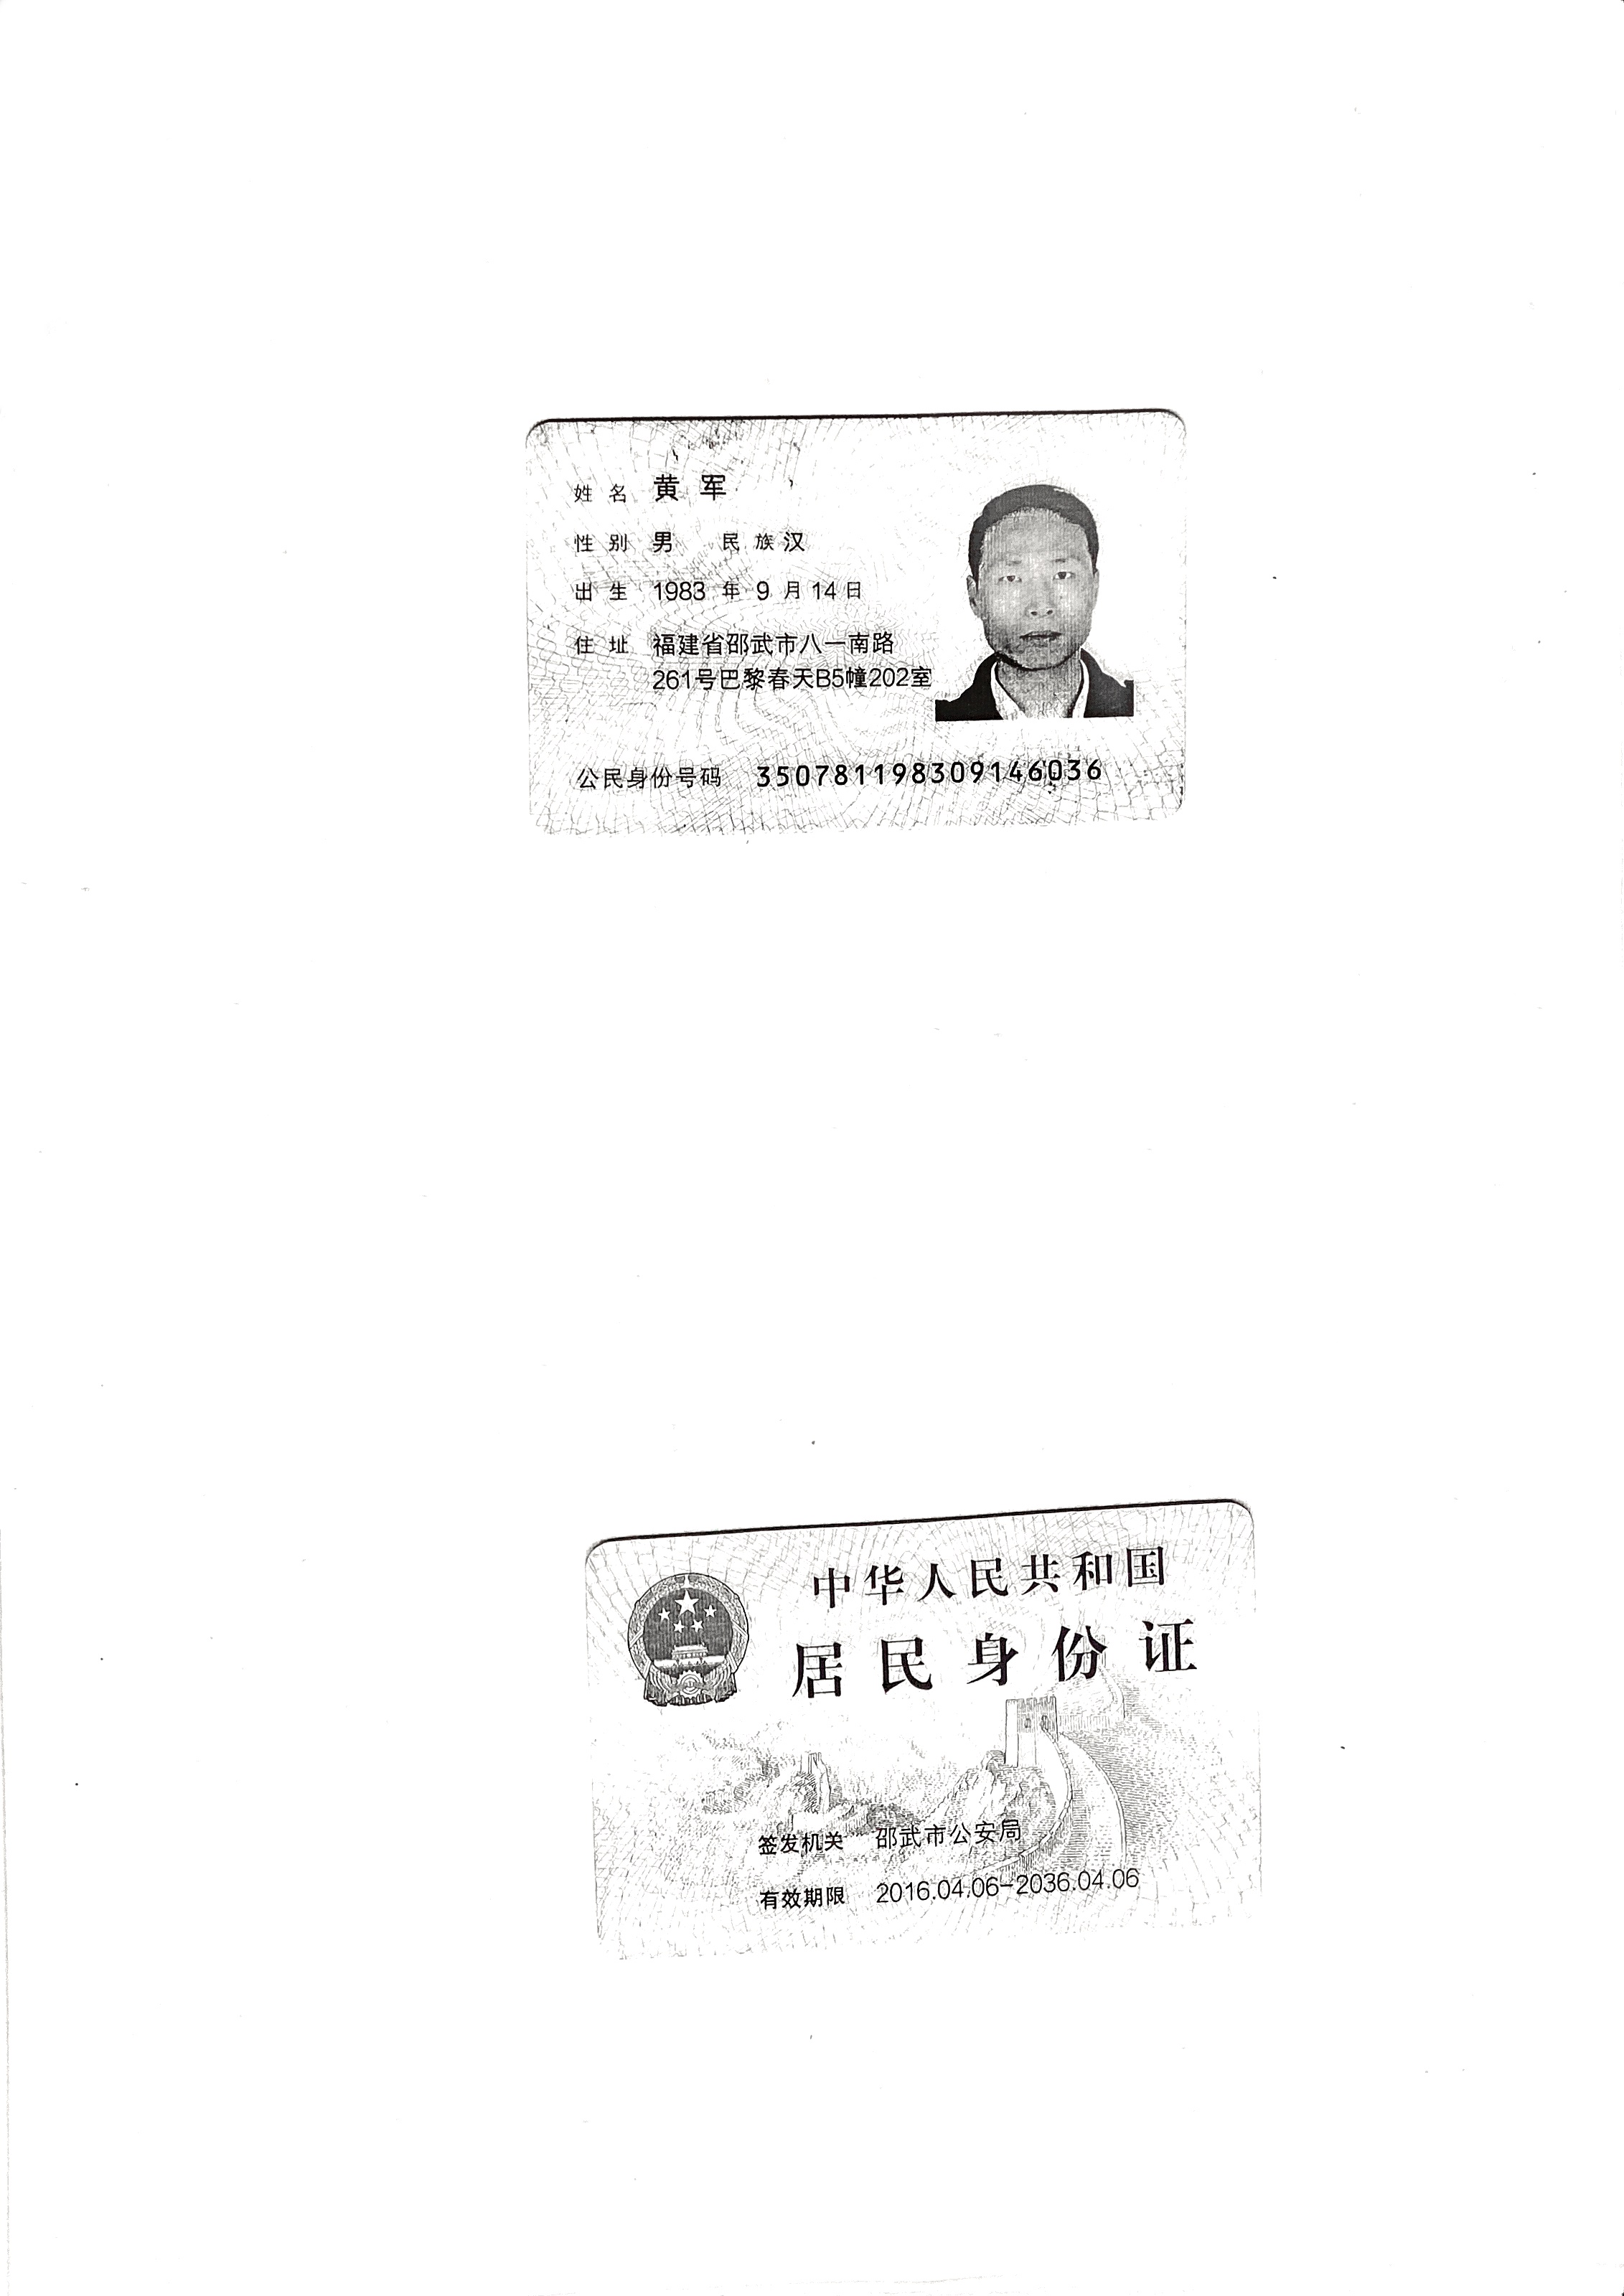 姓名 黄军
性别 男 民族 汉
出生 1983 年 9 月 14 日
住址 福建省邵武市八一南路
261号巴黎春天B5幢202室
公民身份号码 350781198309146036
中华人民共和国
居民身份证
签发机关 邵武市公安局
有效期限 2016.04.06-2036.04.06